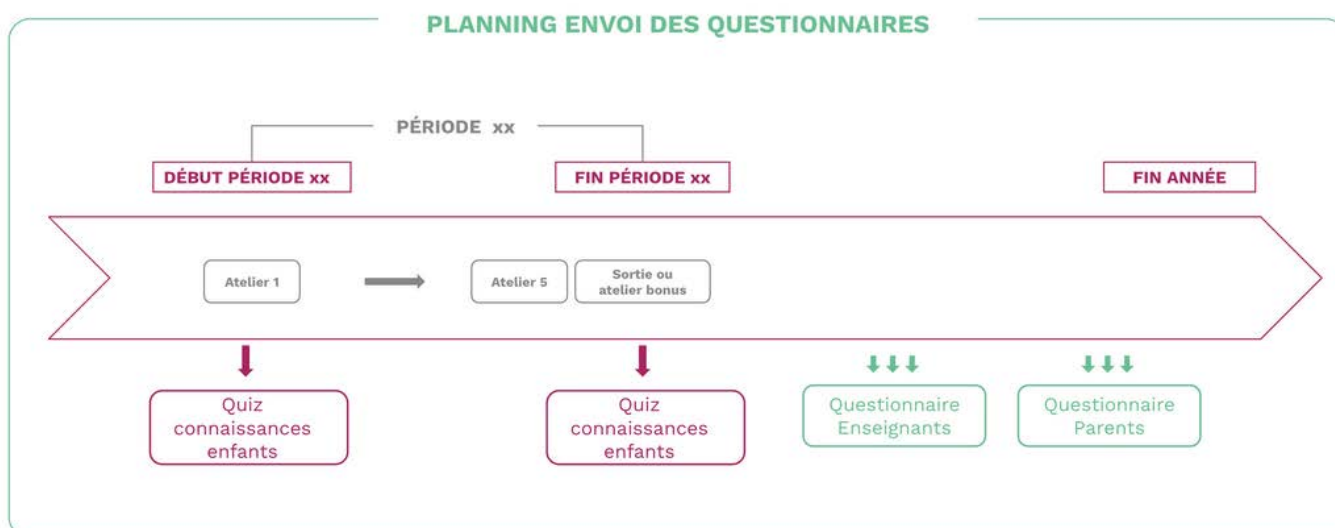 PLANNING ENVOI DES QUESTIONNAIRES
PÉRIODE xx
DÉBUT PÉRIODE xx
FIN PÉRIODE xx
FIN ANNÉE
Atelier 1
Atelier 5
Sortie ou
atelier bonus
Quiz
connaissances
enfants
Quiz
connaissances
enfants
Questionnaire
Enseignants
Questionnaire
Parents